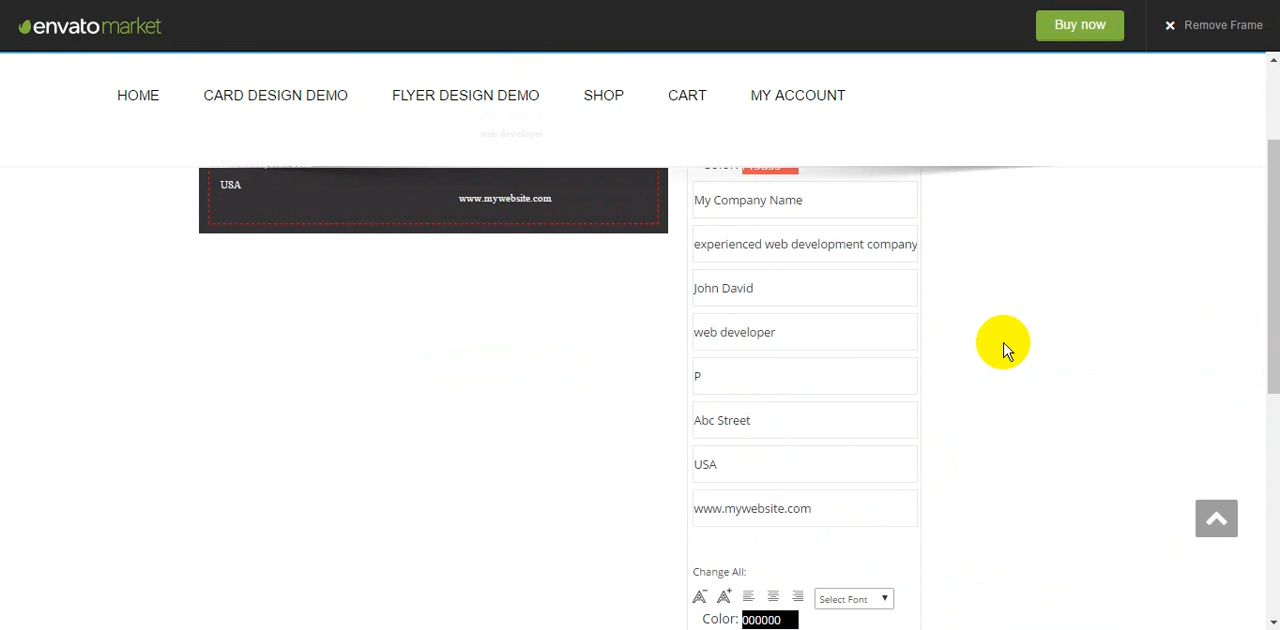 envatomarket
Buy now
Remove Frame
HOME
CARD DESIGN DEMO
FLYER DESIGN DEMO
SHOP
CART
MY ACCOUNT
web developer
USA
www.mywebsite.com
My Company Name
experienced web development company
John David
web developer
P
Abc Street
USA
www.mywebsite.com
Change All:
Select Font
Color: 000000